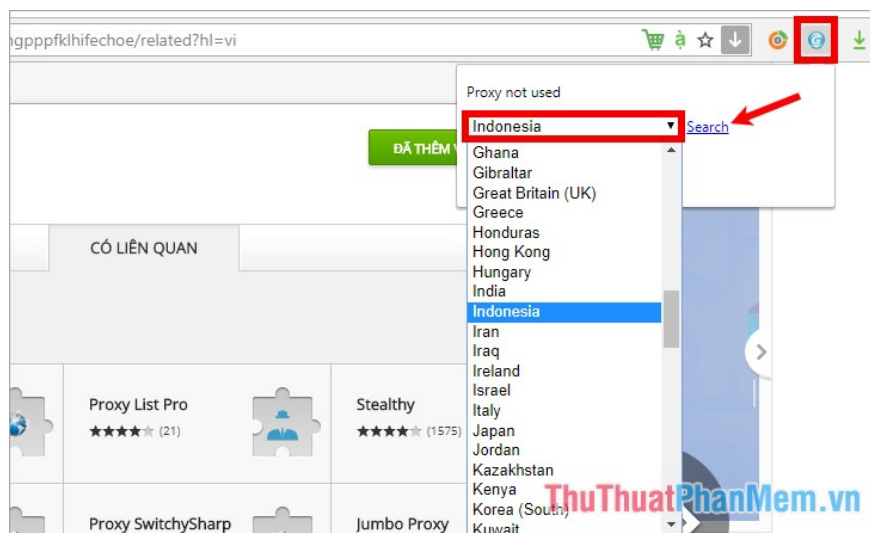 ngpppfklhifechoe/related?hl=vi
Proxy not used
Indonesia
Search
ĐÃ THÊM V
Ghana
Gibraltar
Great Britain (UK)
Greece
Honduras
Hong Kong
Hungary
India
Indonesia
Iran
Iraq
Ireland
Israel
Italy
Japan
Jordan
Kazakhstan
Kenya
Korea (South)
Kuwait
CÓ LIÊN QUAN
Proxy List Pro
(21)
Stealthy
(1575)
Proxy SwitchySharp
Jumbo Proxy
ThuThuatPhanMem.vn